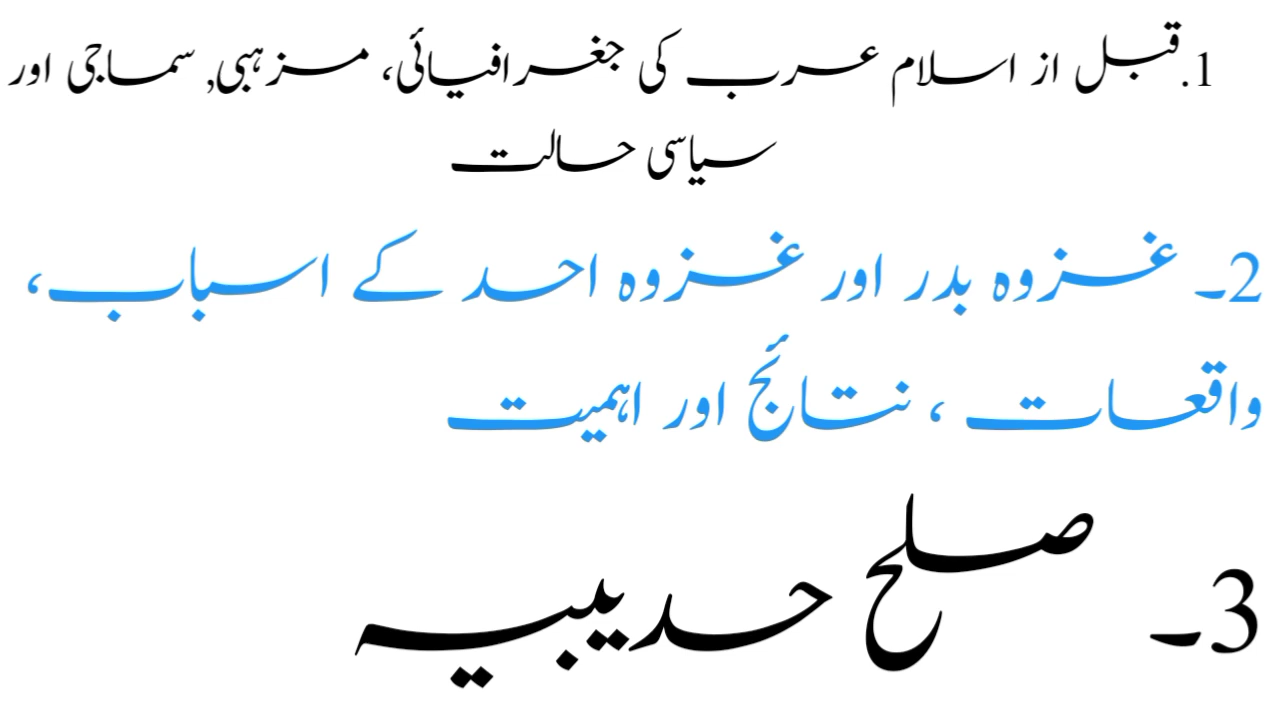 1.قبل از اسلام عرب کی جغرافیائی، مزہبی, سماجی اور
سیاسی حالت
2۔ غزوہ بدر اور غزوہ احد کے اسباب،
واقعات ، نتائج اور اہمیت
3۔ صلح حدیبیہ